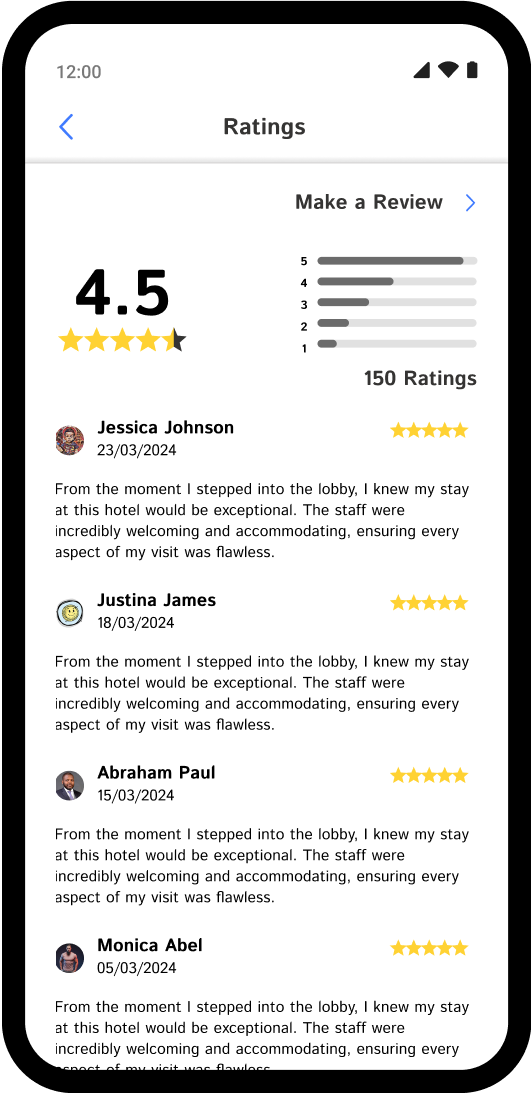 12:00
Ratings
Make a Review
4.5
5
4
3
2
1
150 Ratings
Jessica Johnson
23/03/2024
From the moment I stepped into the lobby, I knew my stay
at this hotel would be exceptional. The staff were
incredibly welcoming and accommodating, ensuring every
aspect of my visit was flawless.
Justina James
18/03/2024
From the moment I stepped into the lobby, I knew my stay
at this hotel would be exceptional. The staff were
incredibly welcoming and accommodating, ensuring every
aspect of my visit was flawless.
Abraham Paul
15/03/2024
From the moment I stepped into the lobby, I knew my stay
at this hotel would be exceptional. The staff were
incredibly welcoming and accommodating, ensuring every
aspect of my visit was flawless.
Monica Abel
05/03/2024
From the moment I stepped into the lobby, I knew my stay
at this hotel would be exceptional. The staff were
incredibly welcoming and accommodating, ensuring every
aspect of my visit was flawless.